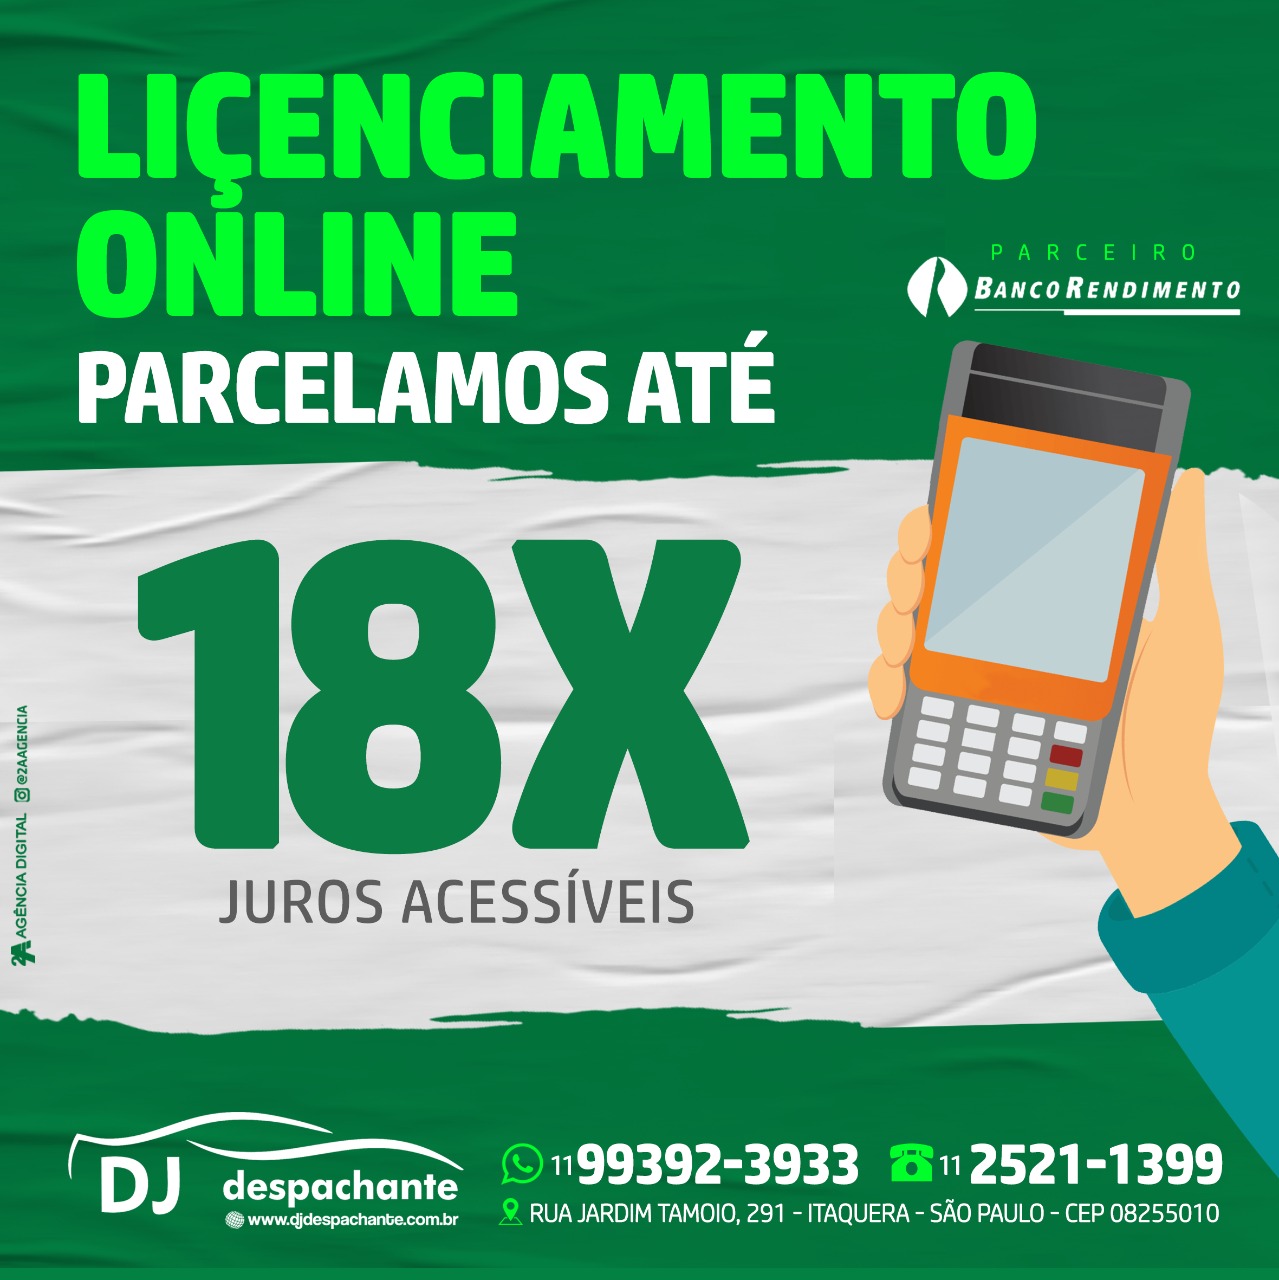 LIÇENCIAMENTO
ONLINE
PARCEIRO
BANCO RENDIMENTO
PARCELAMOS ATÉ
18X
JUROS ACESSÍVEIS
2A AGÊNCIA DIGITAL @2AAGENCIA
DJ despachante
www.djdespachante.com.br
11 99392-3933 11 2521-1399
RUA JARDIM TAMOIO, 291 - ITAQUERA - SÃO PAULO - CEP 08255010